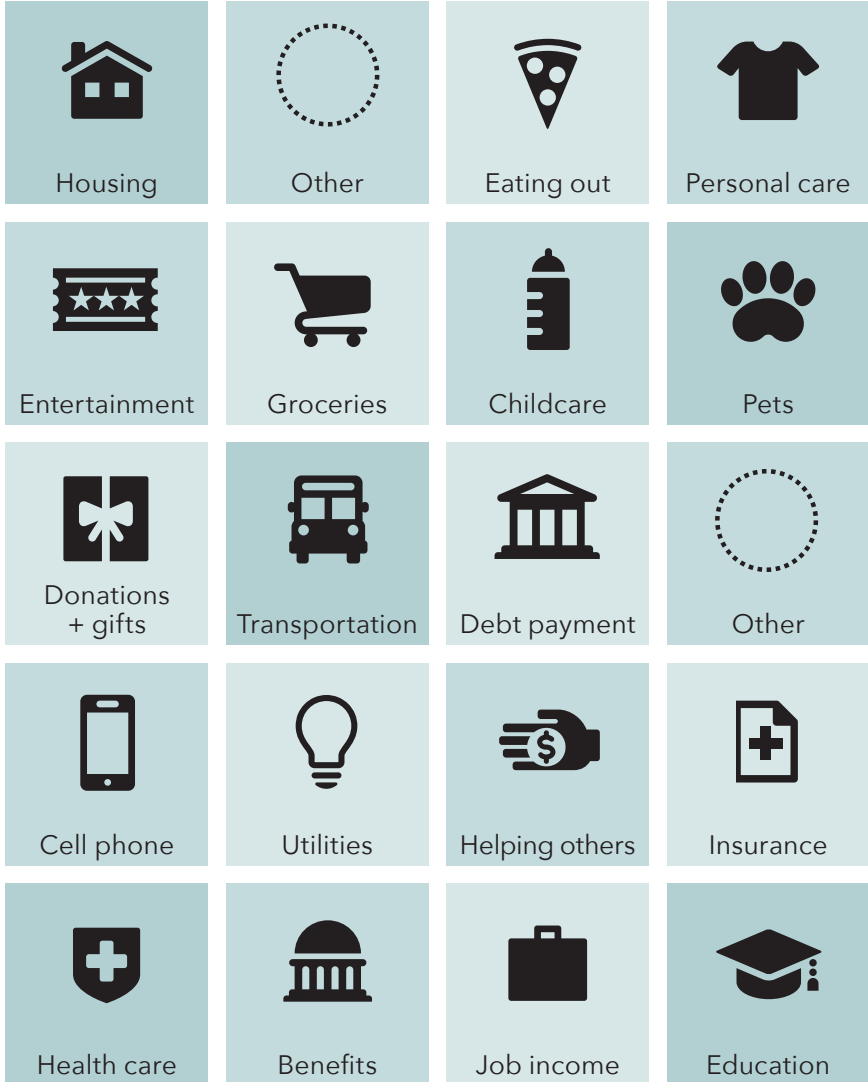 Housing
Other
Eating out
Personal care
Entertainment
Groceries
Childcare
Pets
Donations
+ gifts
Transportation
Debt payment
Other
Cell phone
Utilities
$
Helping others
Insurance
Health care
Benefits
Job income
Education